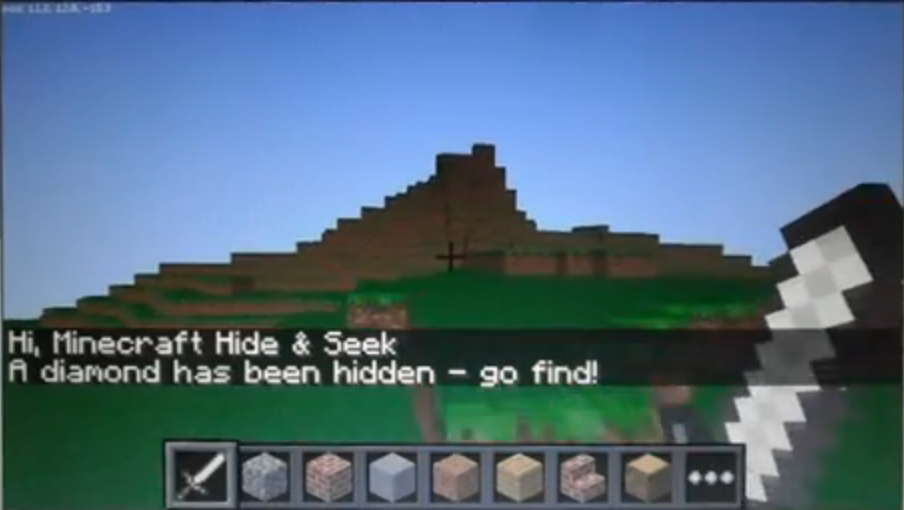 Hi, Minecraft Hide & Seek
A diamond has been hidden - go find!